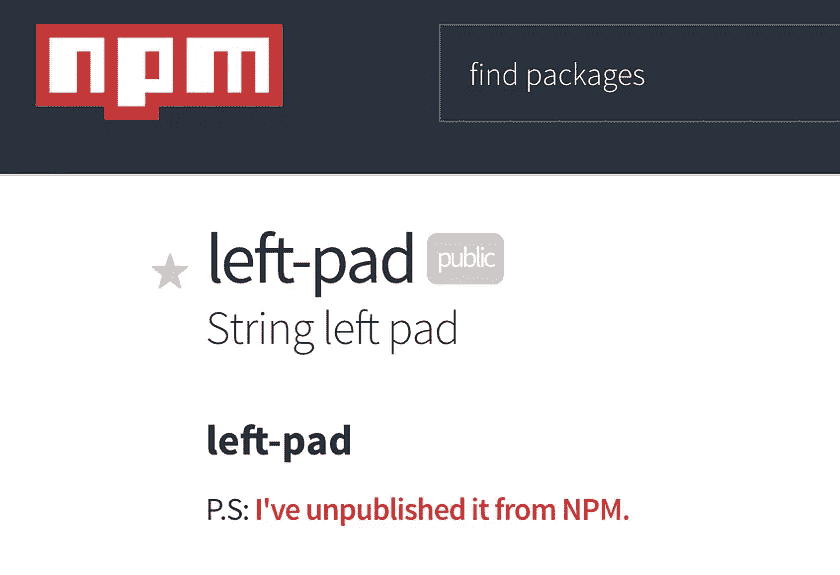 npm
find packages
left-pad public
String left pad
left-pad
P.S: I've unpublished it from NPM.